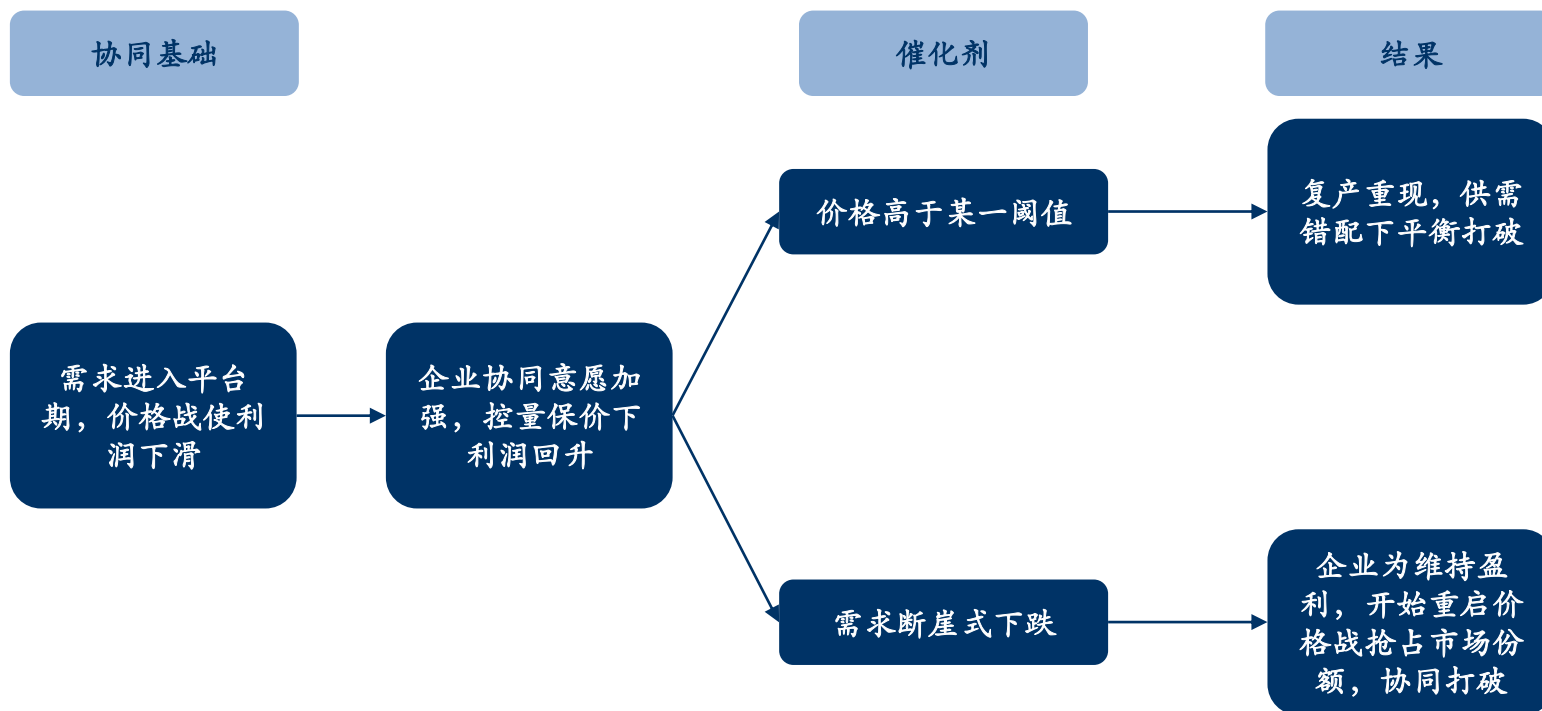 协同基础
催化剂
结果
需求进入平台
期，价格战使利
润下滑
企业协同意愿加
强，控量保价下
利润回升
价格高于某一阈值
复产重现，供需
错配下平衡打破
需求断崖式下跌
企业为维持盈
利，开始重启价
格战抢占市场份
额，协同打破